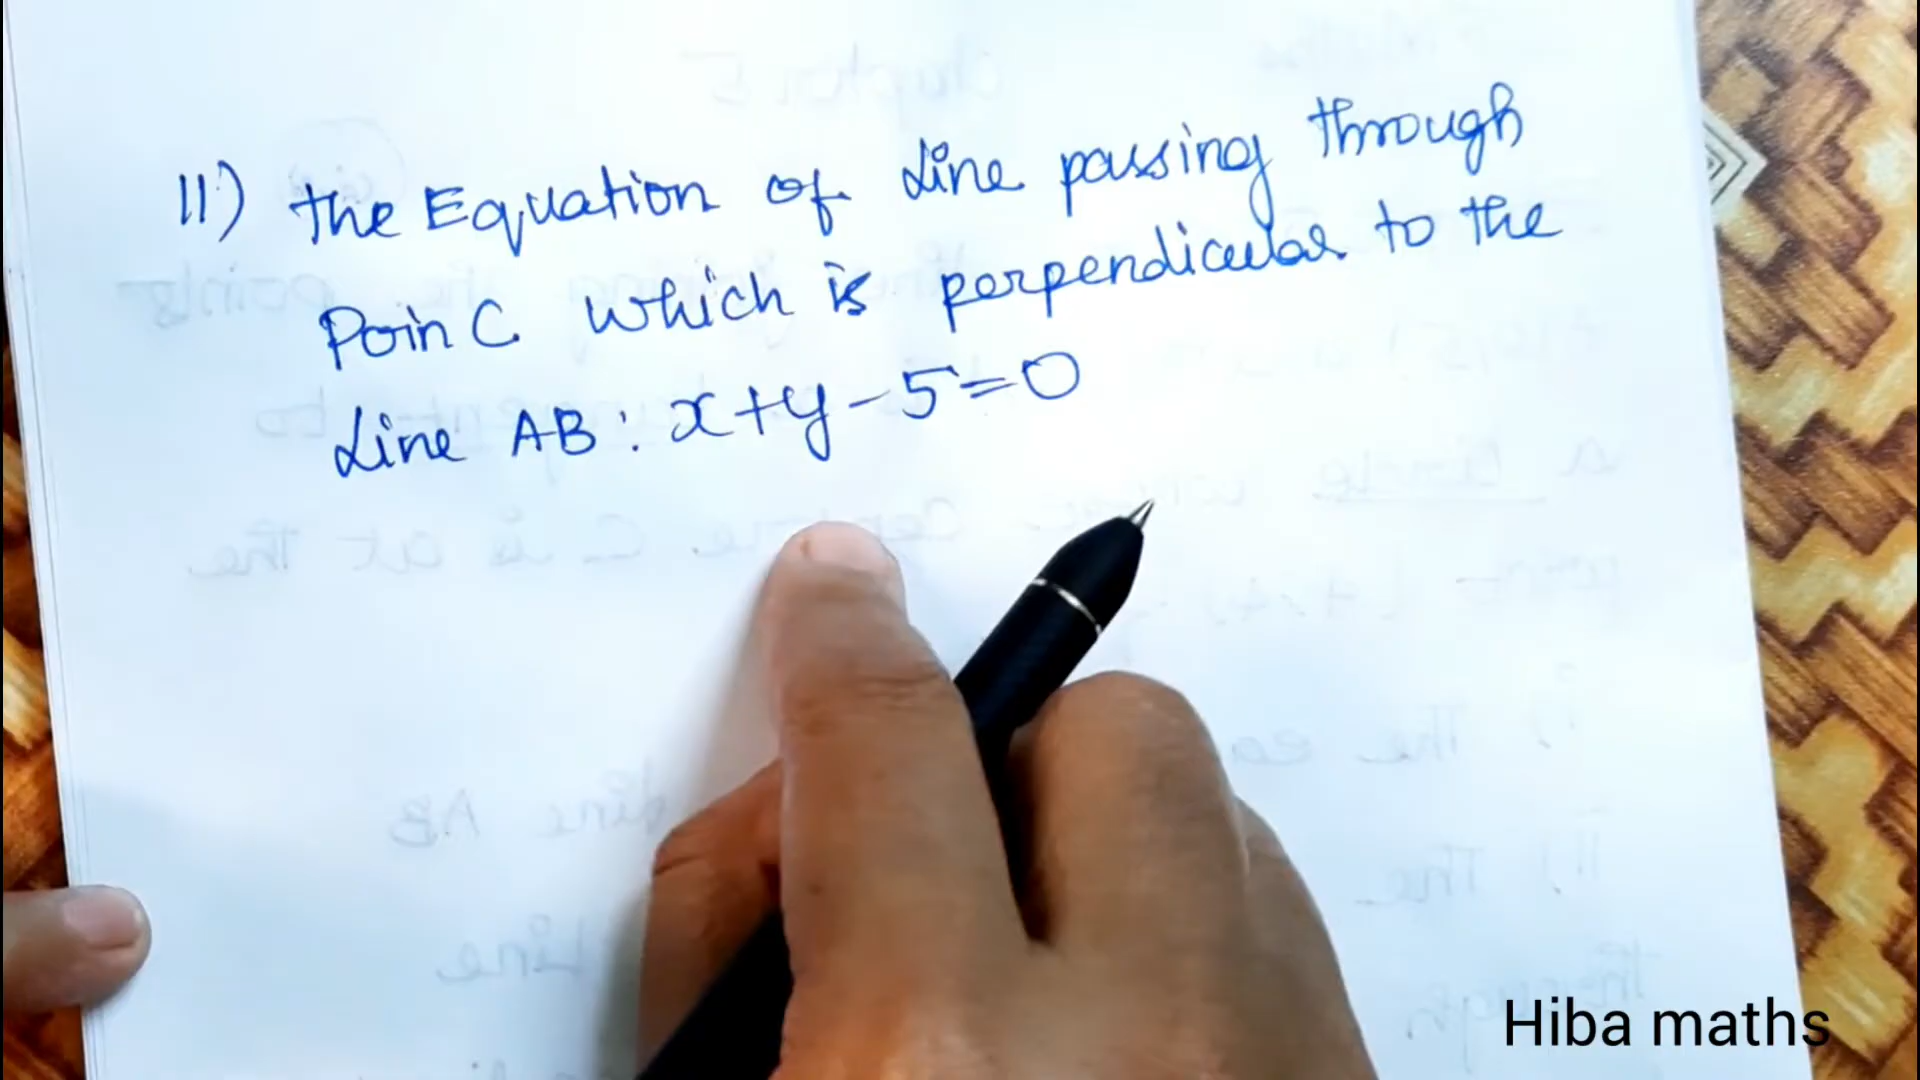 11) the Equation of Line passing through
Poin C which is perpendicular to the
Line AB : x+y-5=0
Hiba maths